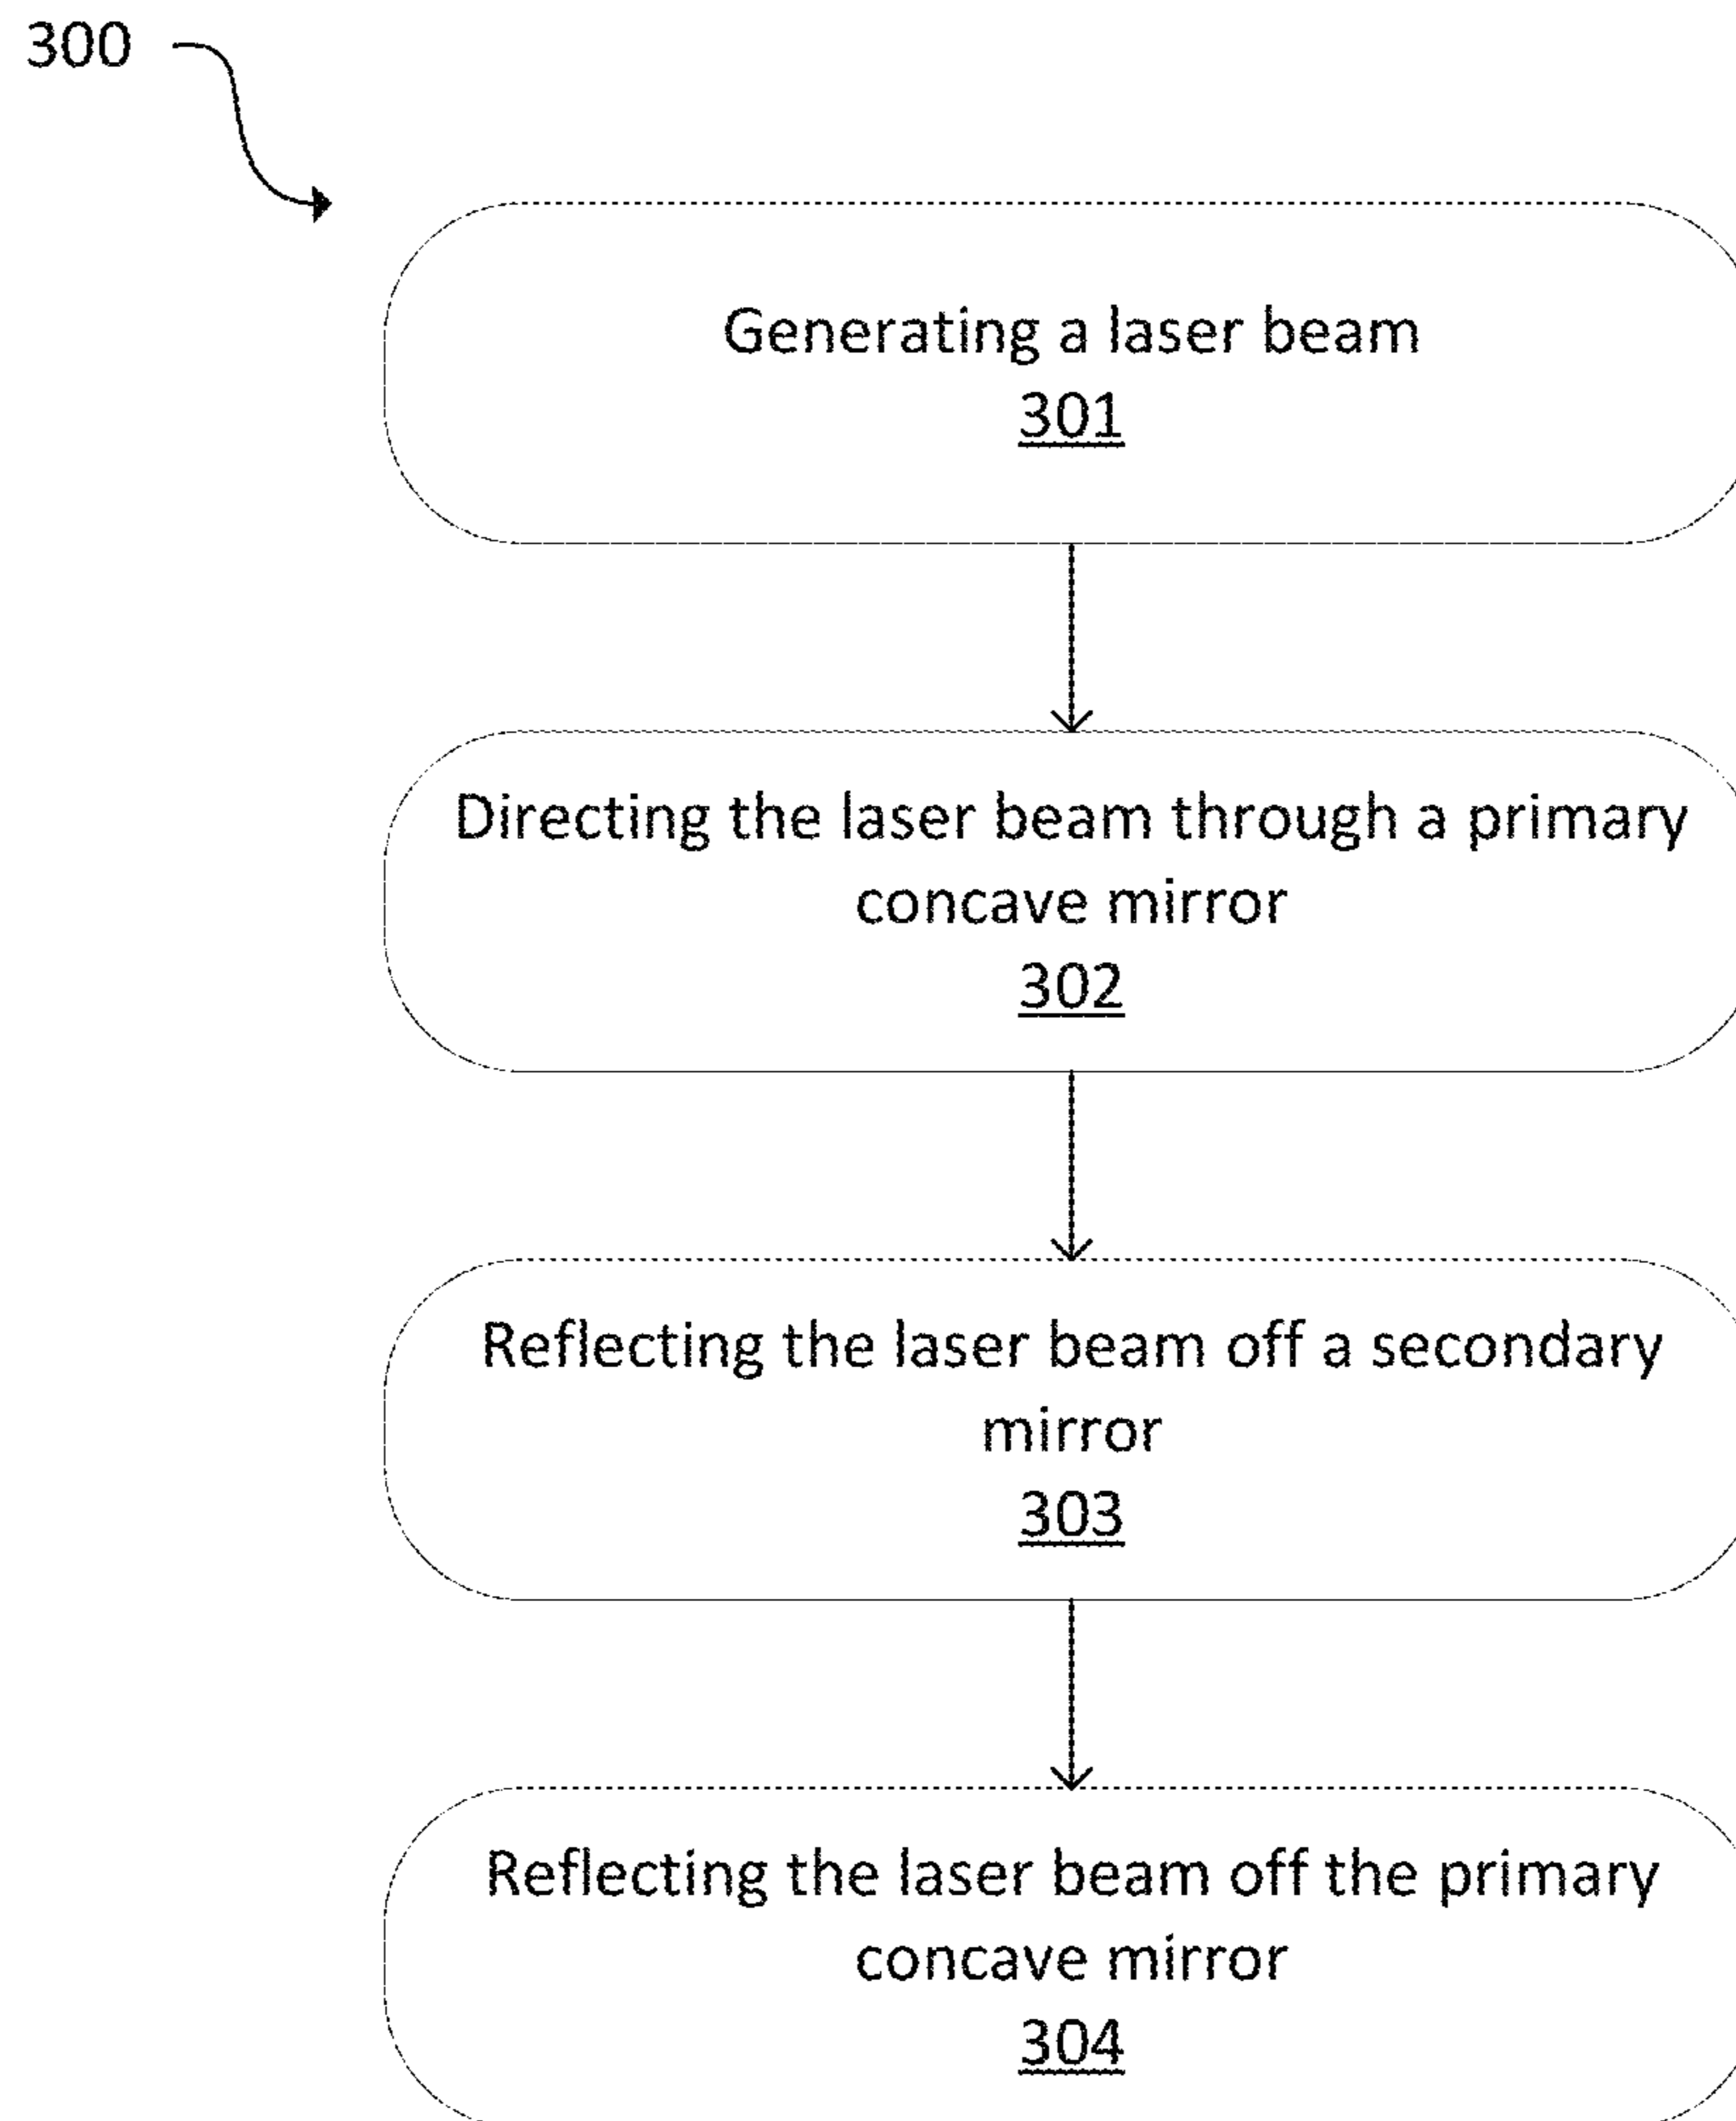 300
Generating a laser beam
301
Directing the laser beam through a primary
concave mirror
302
Reflecting the laser beam off a secondary
mirror
303
Reflecting the laser beam off the primary
concave mirror
304